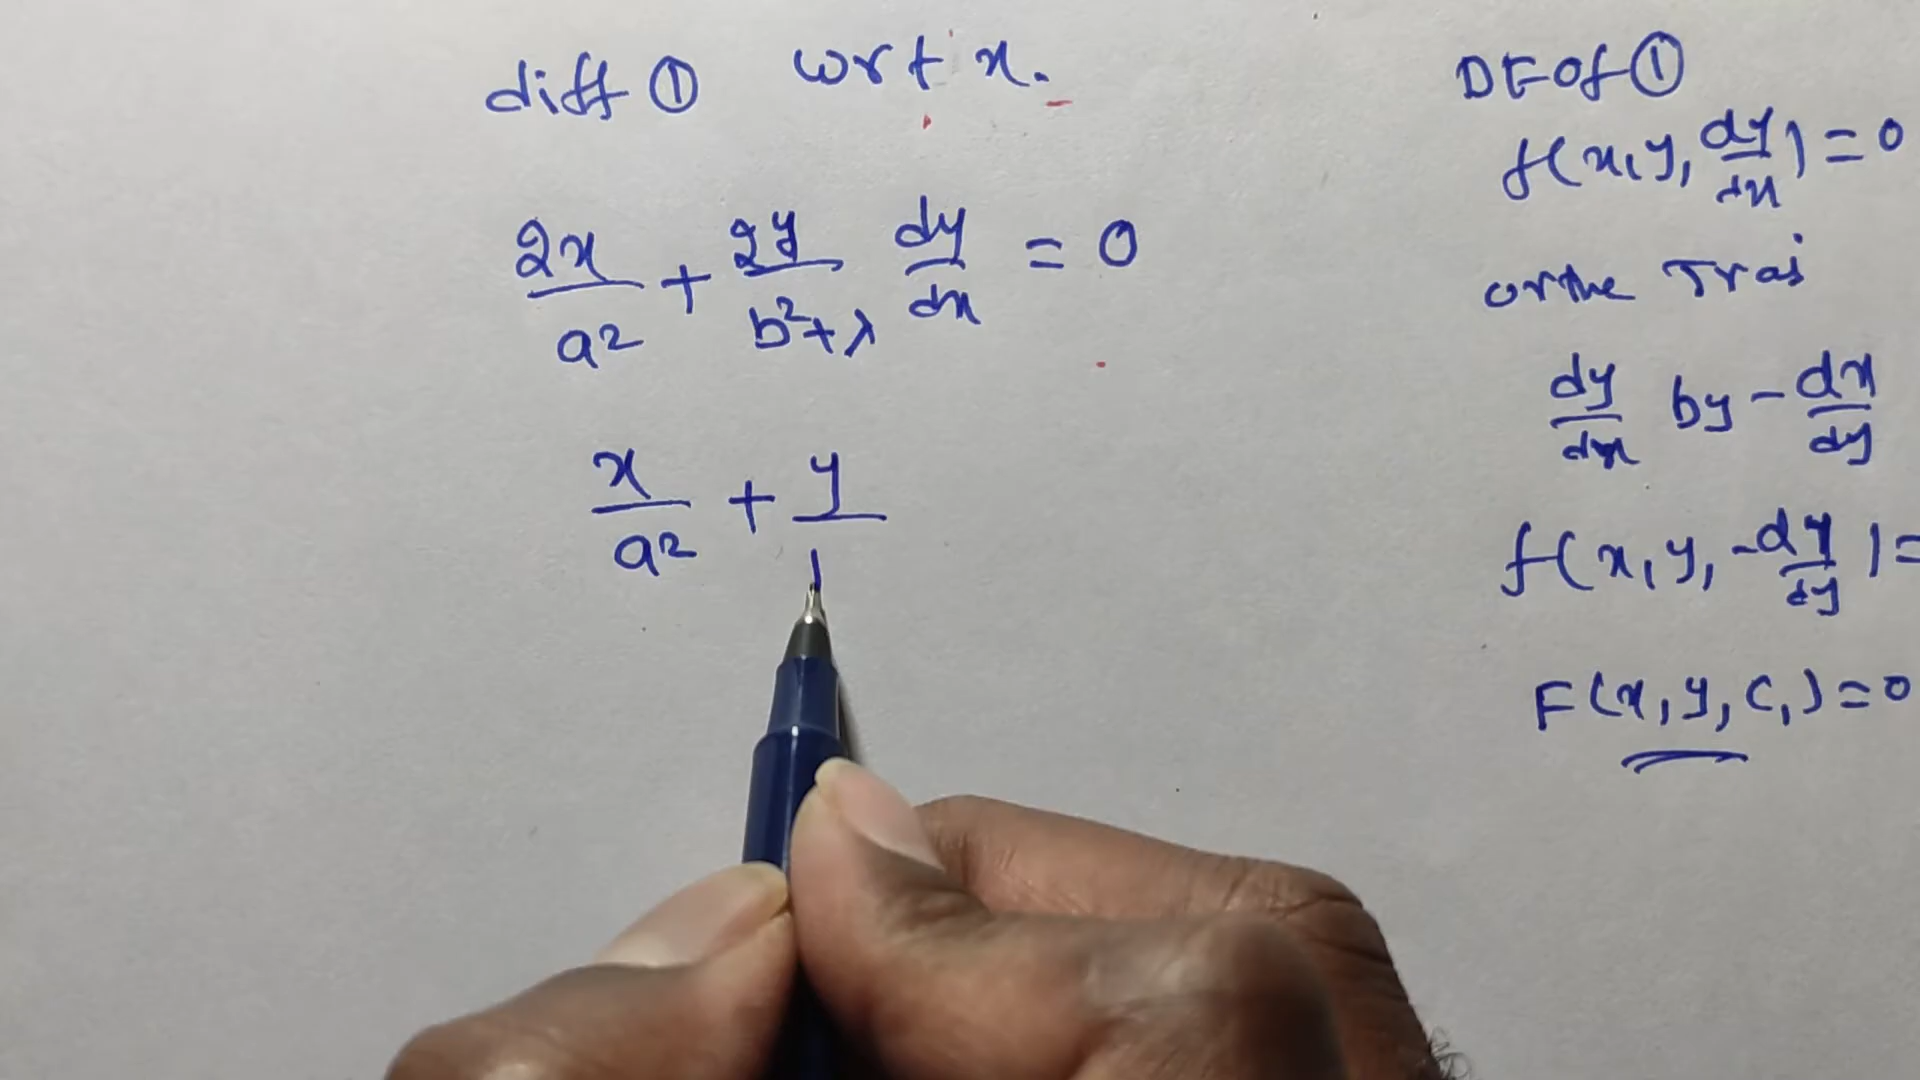 diff ① wrt x.
2x/a² + 2y/b²+λ dy/dx = 0
x/a² + y/
DE of ①
f(x, y, dy/dx) = 0
orthe Traj
dy/dx by - dx/dy
f(x, y, -dy/dy) =
F(x, y, c₁) = 0